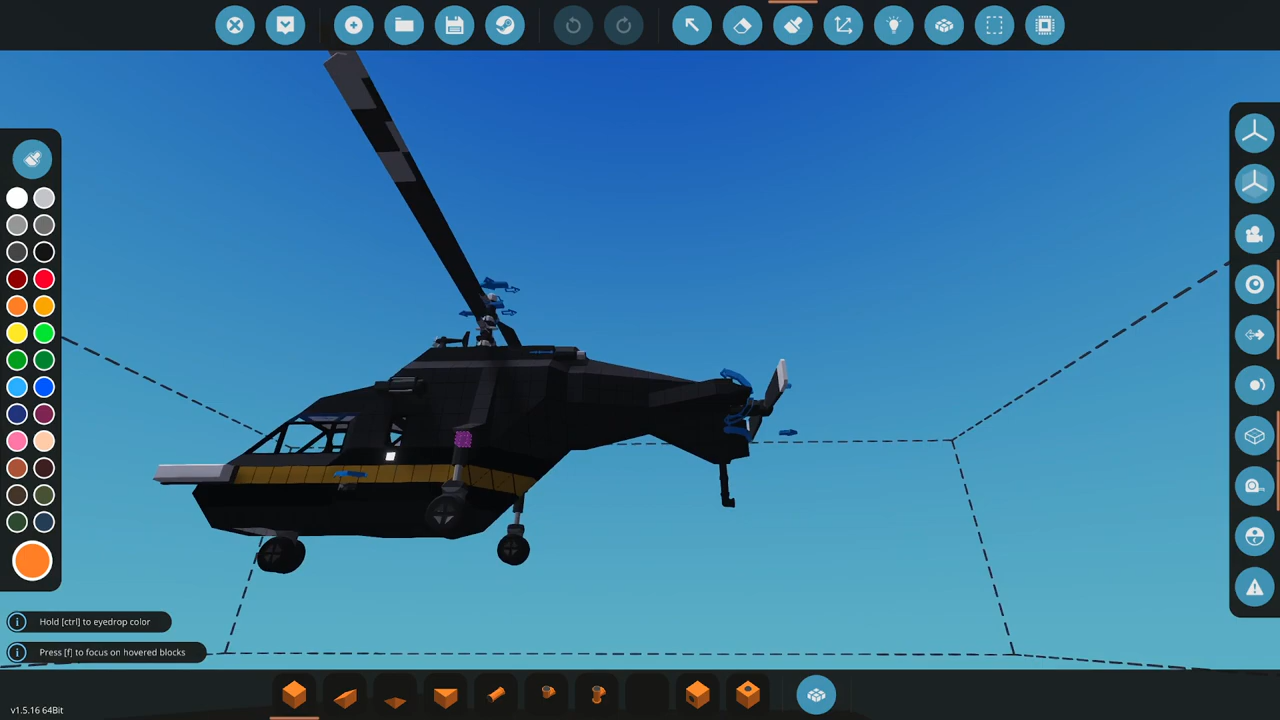 Hold [ctrl] to eyedrop color
Press [f] to focus on hovered blocks
v1.5.16 64Bit